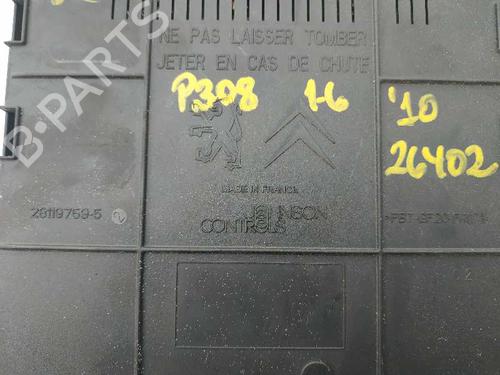 NE PAS LAISSER TOMBER
JETER EN CAS DE CHUTE
P308 1-6 '10
26402
MADE IN FRANCE
28119759-5
JOHNSON
CONTROLS